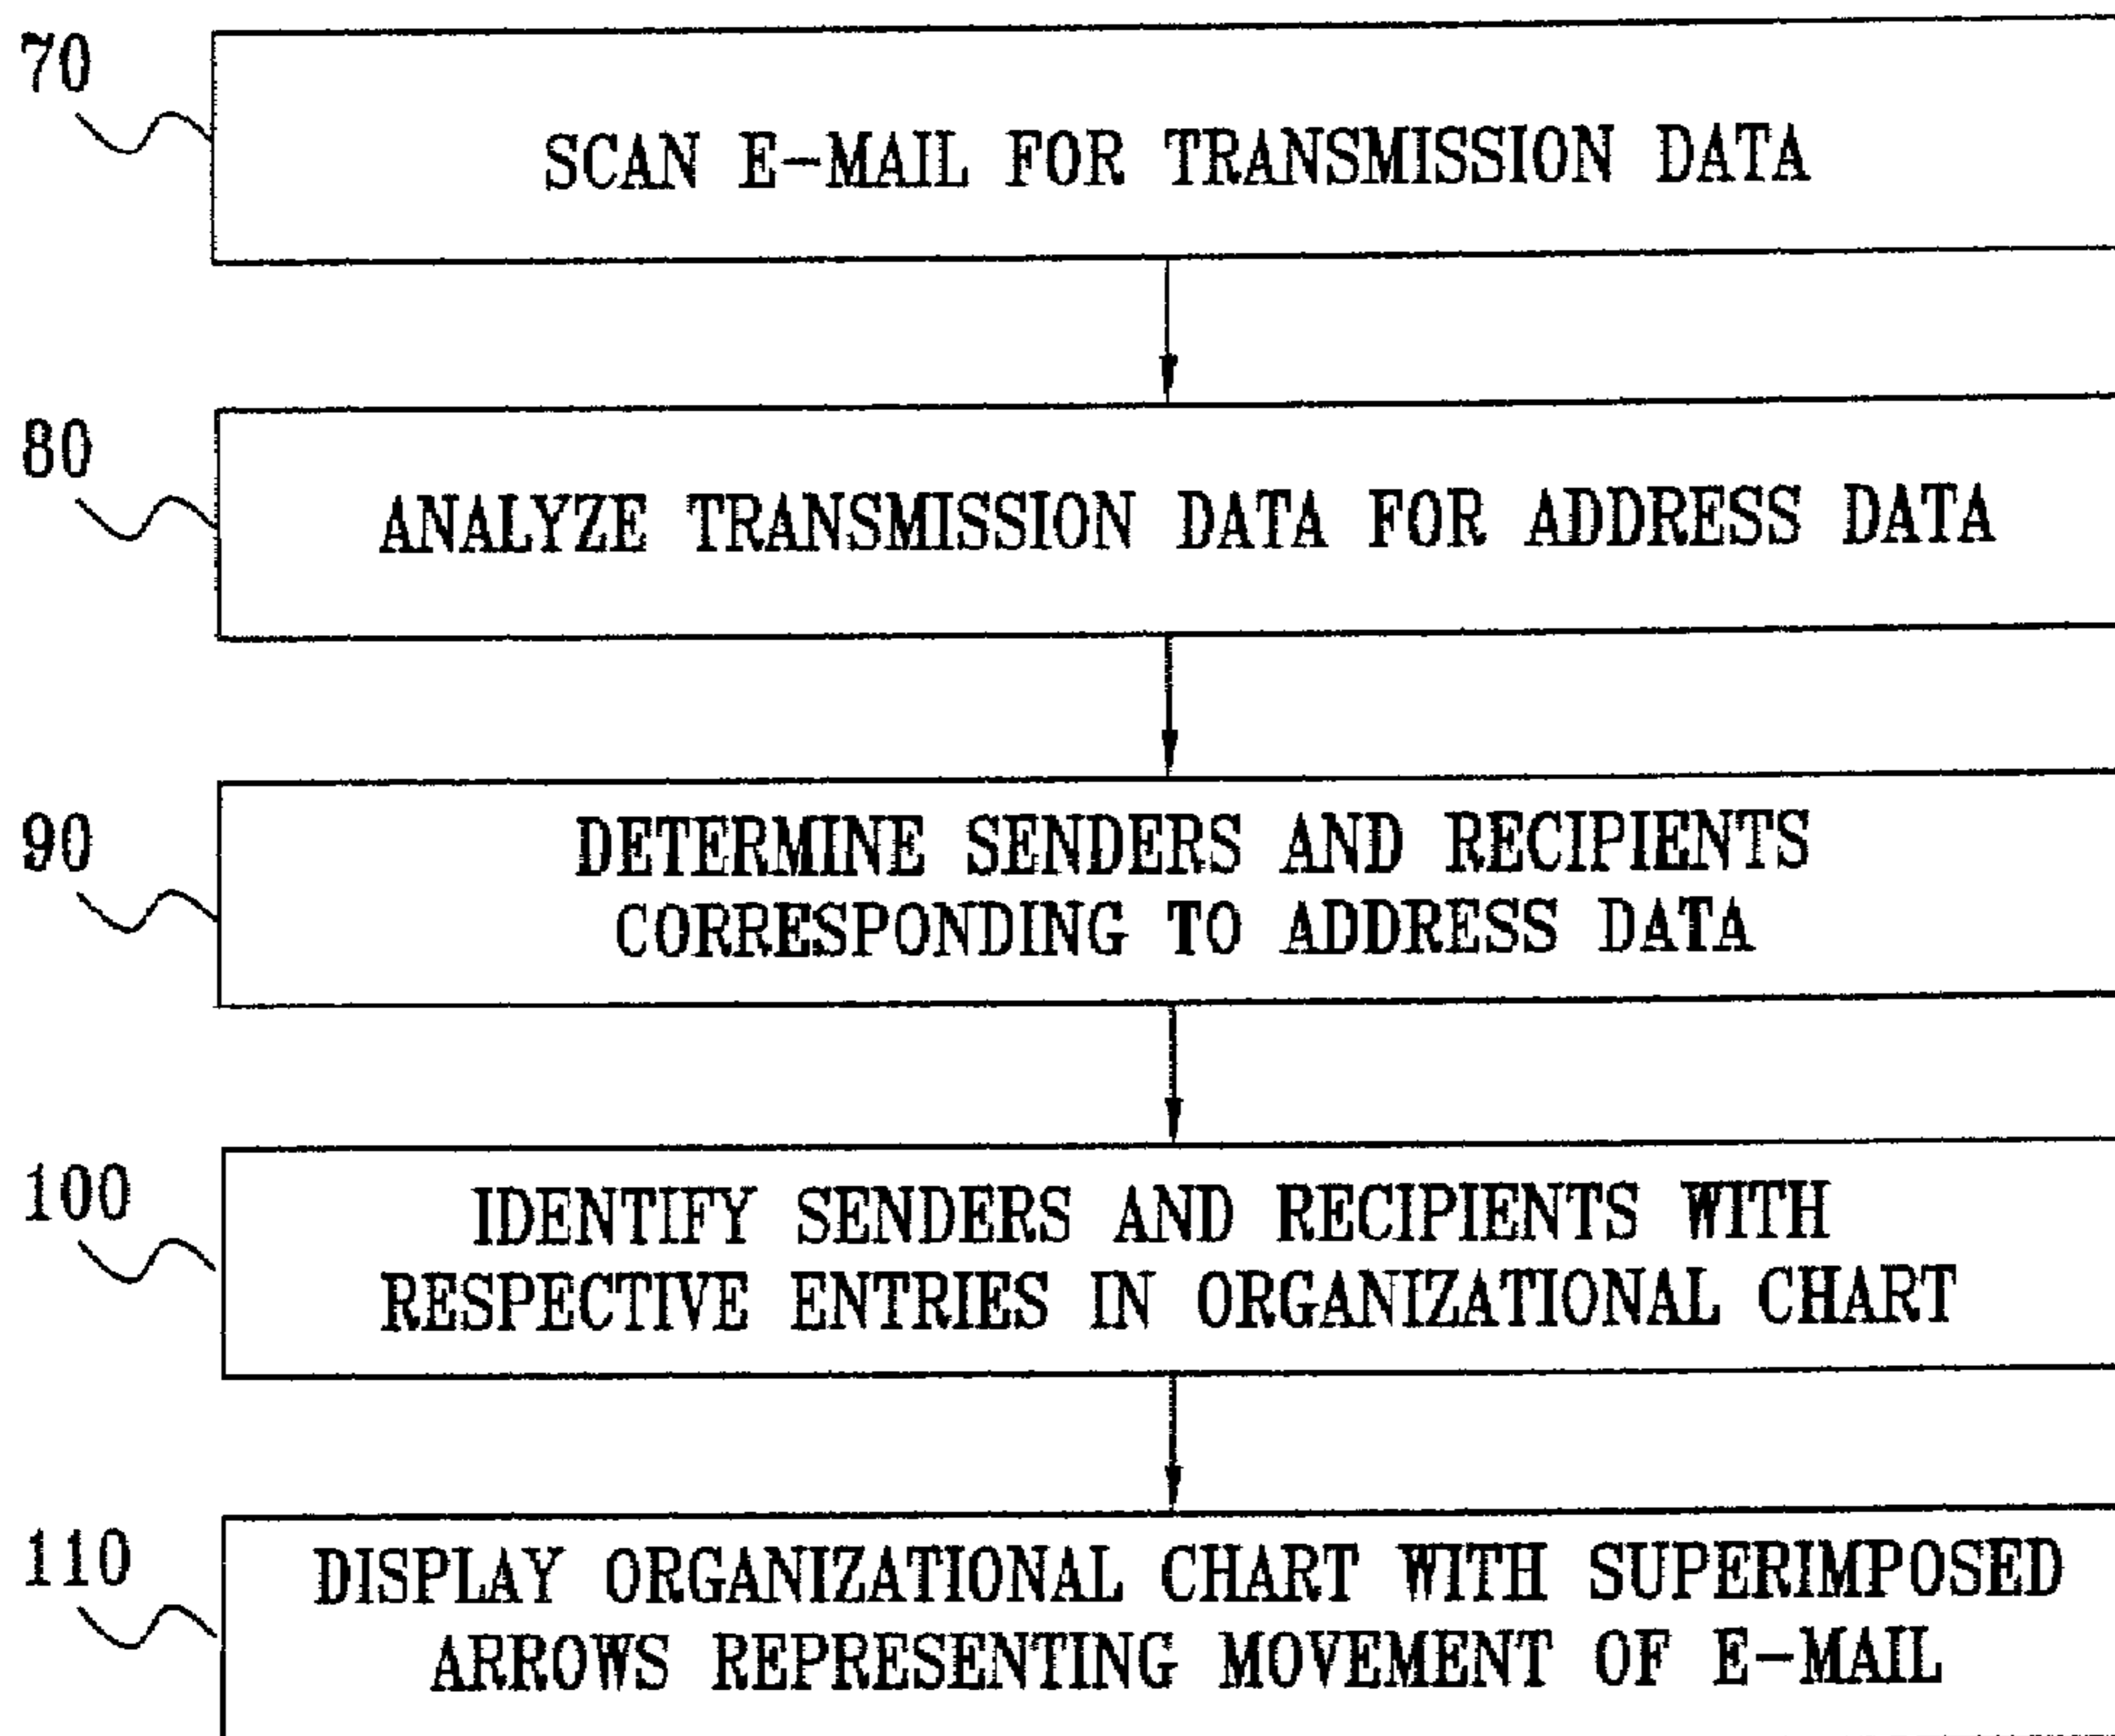 70
SCAN E-MAIL FOR TRANSMISSION DATA
80
ANALYZE TRANSMISSION DATA FOR ADDRESS DATA
90
DETERMINE SENDERS AND RECIPIENTS
CORRESPONDING TO ADDRESS DATA
100
IDENTIFY SENDERS AND RECIPIENTS WITH
RESPECTIVE ENTRIES IN ORGANIZATIONAL CHART
110
DISPLAY ORGANIZATIONAL CHART WITH SUPERIMPOSED
ARROWS REPRESENTING MOVEMENT OF E-MAIL